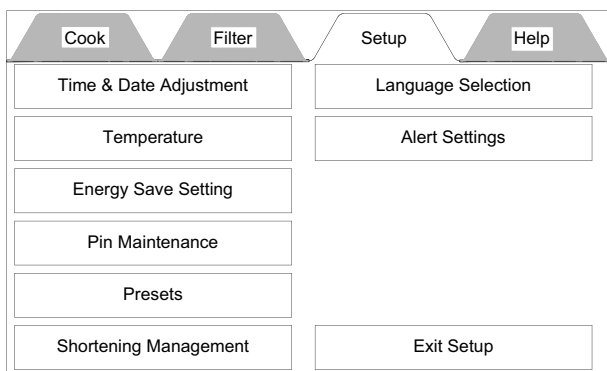 Cook
Filter
Setup
Help
Time & Date Adjustment
Language Selection
Temperature
Alert Settings
Energy Save Setting
Pin Maintenance
Presets
Shortening Management
Exit Setup